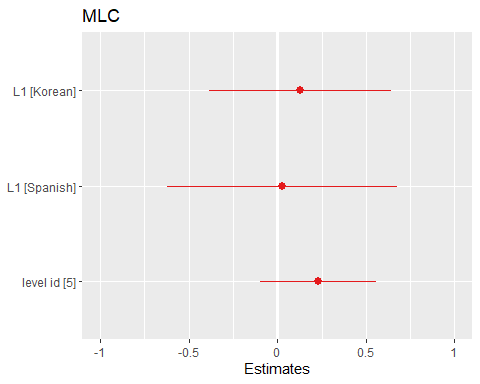 MLC
L1 [Korean]
L1 [Spanish]
level id [5]
-1 -0.5 0 0.5 1
Estimates